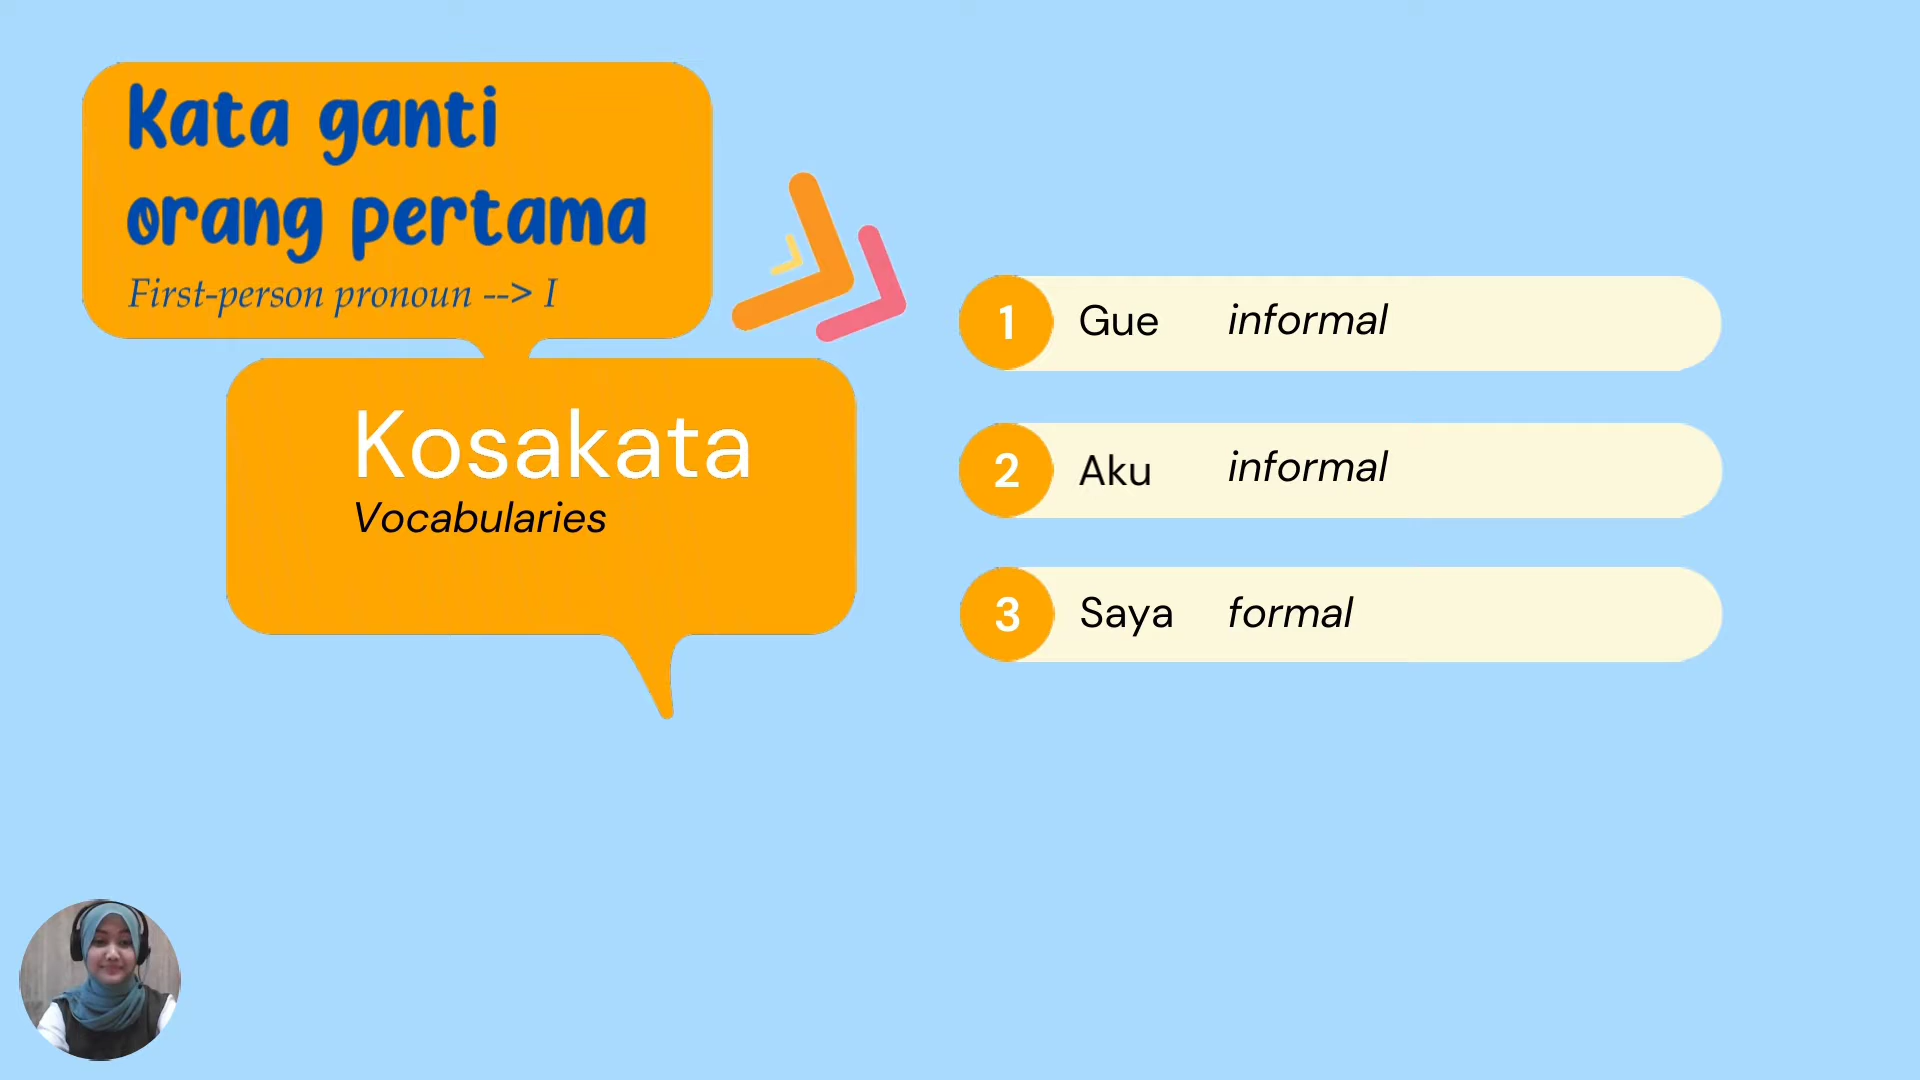 Kata ganti
orang pertama
First-person pronoun --> I
Kosakata
Vocabularies
1 Gue informal
2 Aku informal
3 Saya formal